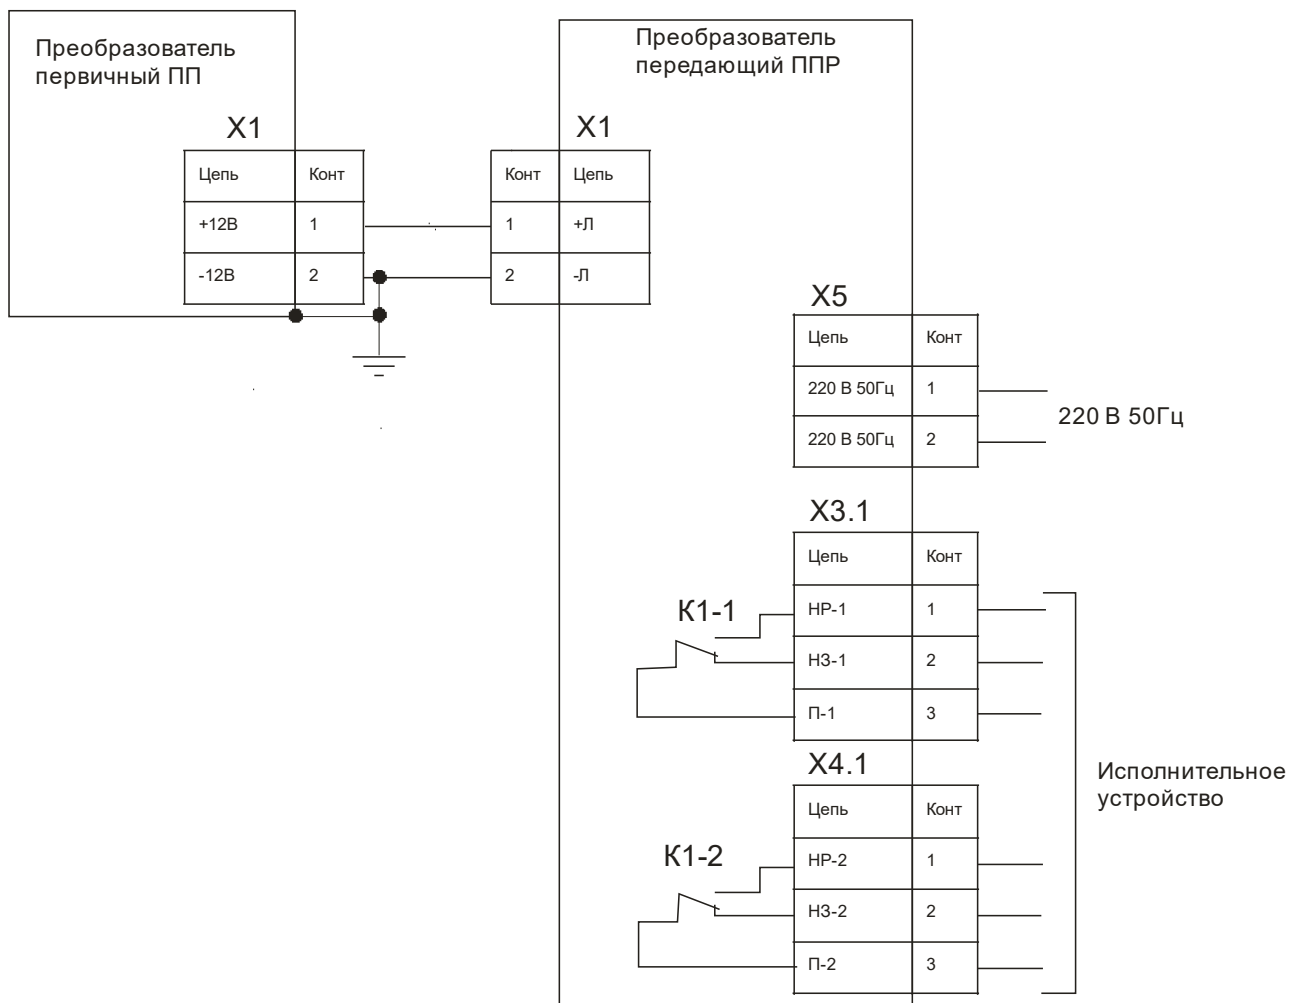 Преобразователь
первичный ПП
X1
Цепь Конт
+12В 1
-12В 2
Преобразователь
передающий ППР
X1
Конт Цепь
1 +Л
2 -Л
X5
Цепь Конт
220 В 50Гц 1
220 В 50Гц 2
220 В 50Гц
X3.1
Цепь Конт
К1-1
НР-1 1
НЗ-1 2
П-1 3
X4.1
Цепь Конт
К1-2
НР-2 1
НЗ-2 2
П-2 3
Исполнительное
устройство